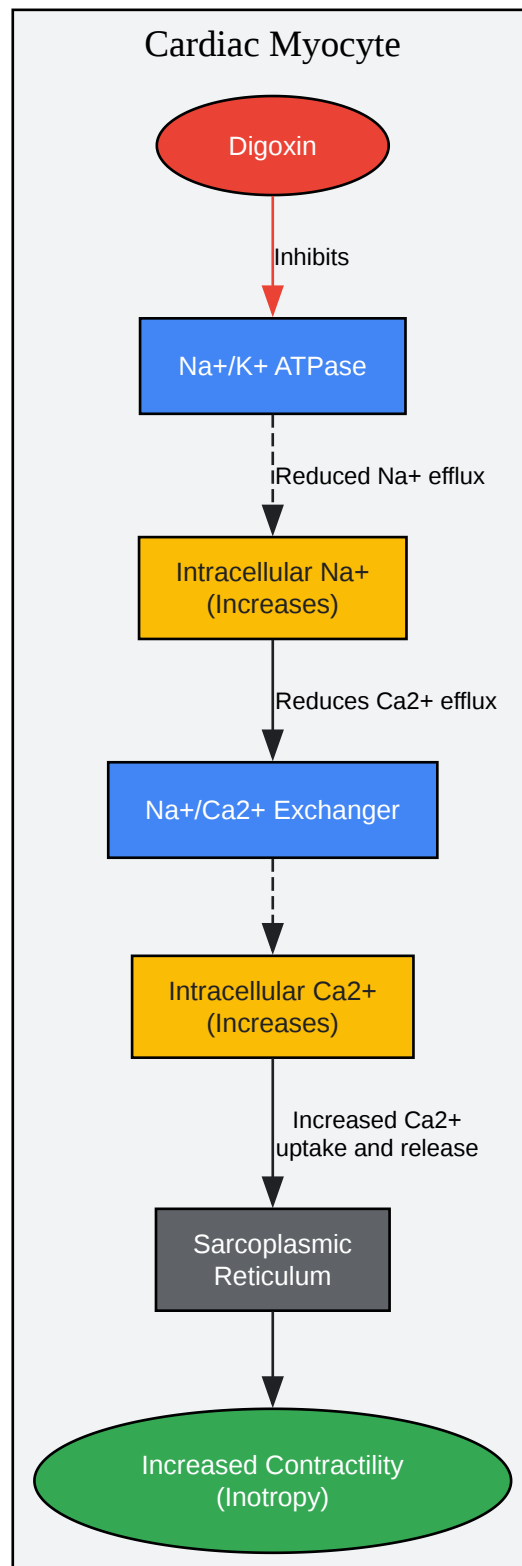 Cardiac Myocyte
Digoxin
Inhibits
Na+/K+ ATPase
Reduced Na+ efflux
Intracellular Na+
(Increases)
Reduces Ca2+ efflux
Na+/Ca2+ Exchanger
Intracellular Ca2+
(Increases)
Increased Ca2+
uptake and release
Sarcoplasmic
Reticulum
Increased Contractility
(Inotropy)